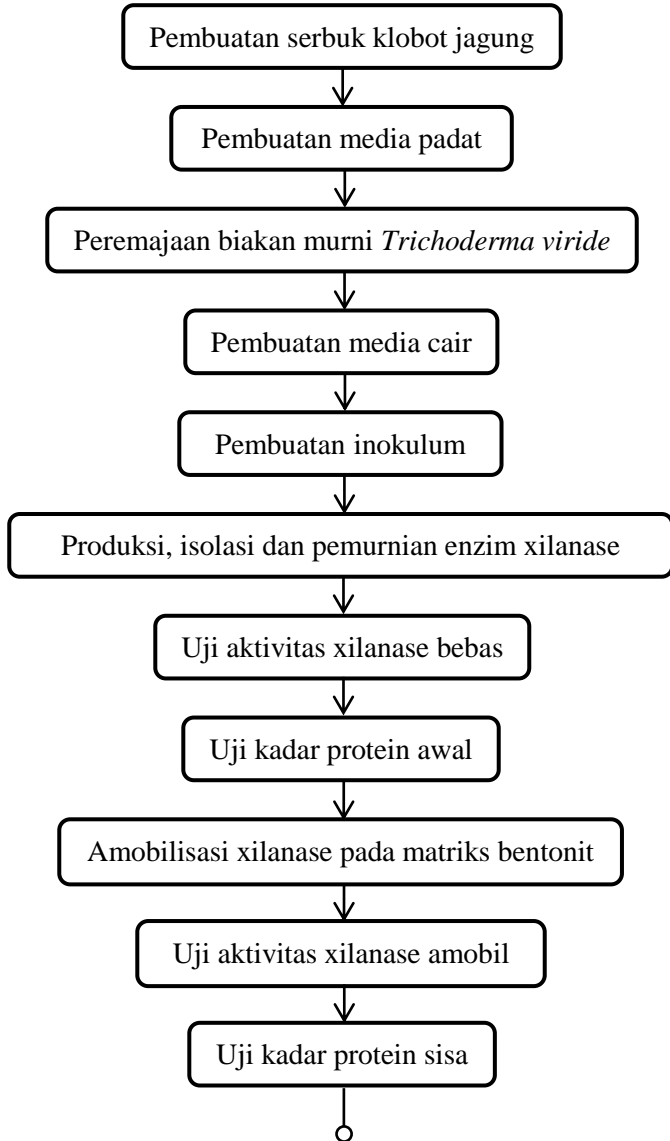 Pembuatan serbuk klobot jagung
Pembuatan media padat
Peremajaan biakan murni Trichoderma viride
Pembuatan media cair
Pembuatan inokulum
Produksi, isolasi dan pemurnian enzim xilanase
Uji aktivitas xilanase bebas
Uji kadar protein awal
Amobilisasi xilanase pada matriks bentonit
Uji aktivitas xilanase amobil
Uji kadar protein sisa